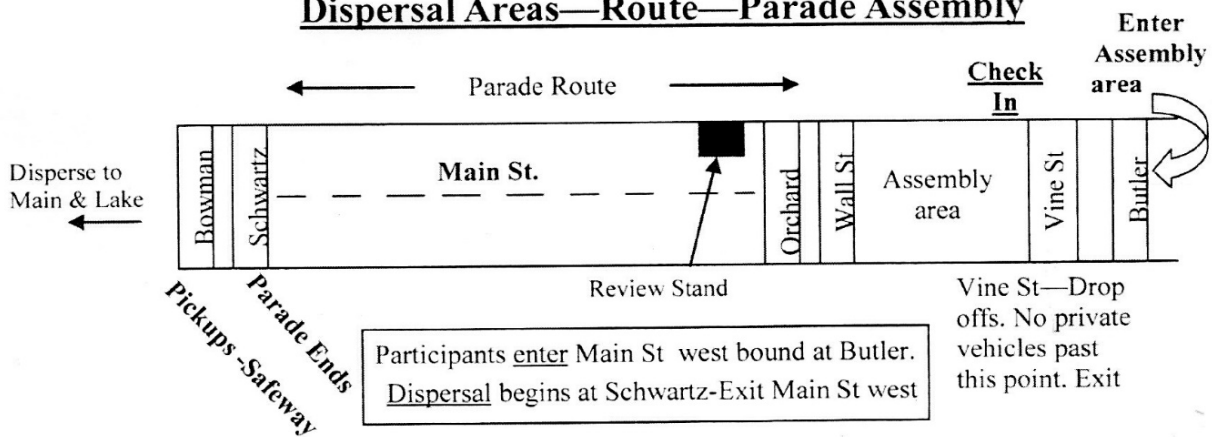 Dispersal Areas—Route—Parade Assembly
Enter
Assembly
area
Check
In
Parade Route
Disperse to
Main & Lake
Bowman
Schwartz
Main St.
Orchard
Wall St
Assembly
area
Vine St
Butler
Review Stand
Pickups -Safeway
Parade Ends
Participants enter Main St  west bound at Butler.
Dispersal begins at Schwartz-Exit Main St west
Vine St—Drop
offs. No private
vehicles past
this point. Exit